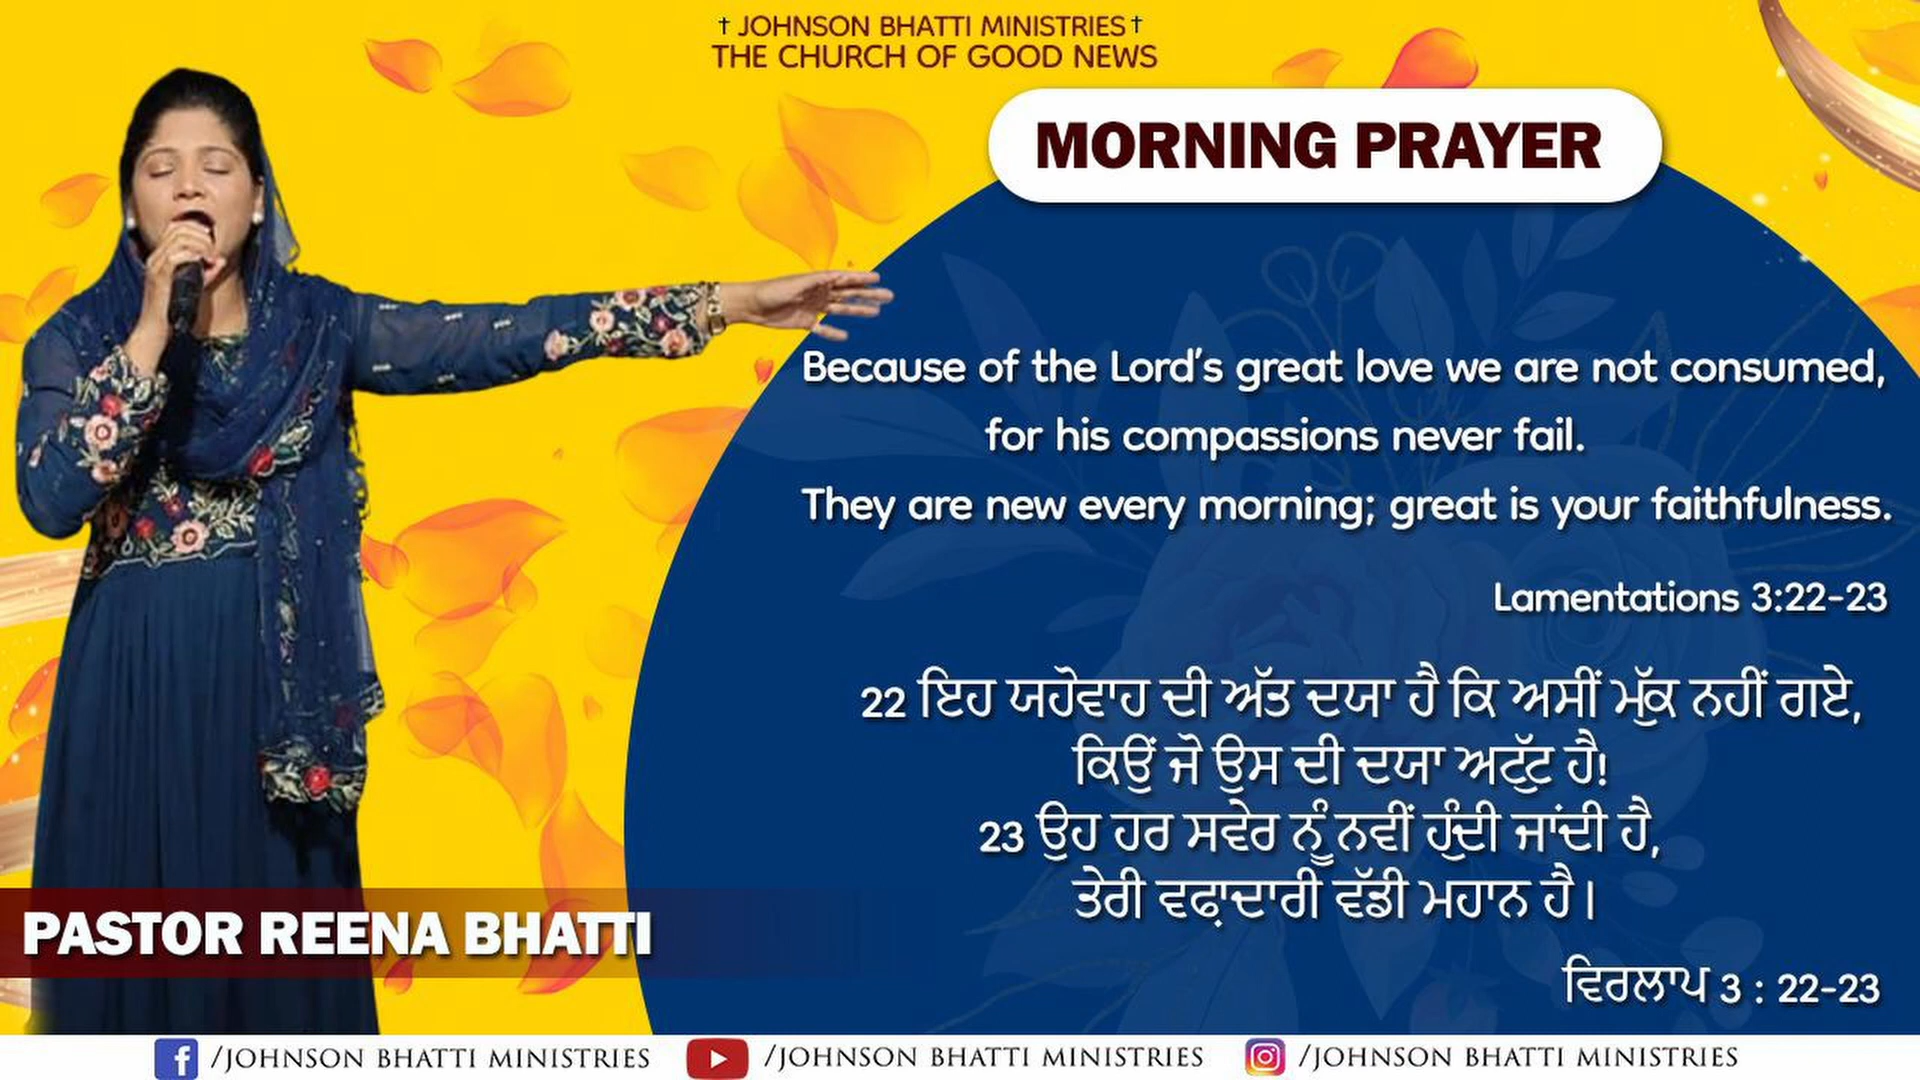 † JOHNSON BHATTI MINISTRIES †
THE CHURCH OF GOOD NEWS
MORNING PRAYER
Because of the Lord's great love we are not consumed,
for his compassions never fail.
They are new every morning; great is your faithfulness.
Lamentations 3:22-23
22 ਇਹ ਯਹੋਵਾਹ ਦੀ ਅੱਤ ਦਯਾ ਹੈ ਕਿ ਅਸੀਂ ਮੁੱਕ ਨਹੀਂ ਗਏ,
ਕਿਉਂ ਜੋ ਉਸ ਦੀ ਦਯਾ ਅਟੁੱਟ ਹੈ!
23 ਉਹ ਹਰ ਸਵੇਰ ਨੂੰ ਨਵੀਂ ਹੁੰਦੀ ਜਾਂਦੀ ਹੈ,
ਤੇਰੀ ਵਫ਼ਾਦਾਰੀ ਵੱਡੀ ਮਹਾਨ ਹੈ।
ਵਿਰਲਾਪ 3 : 22-23
PASTOR REENA BHATTI
/JOHNSON BHATTI MINISTRIES /JOHNSON BHATTI MINISTRIES /JOHNSON BHATTI MINISTRIES